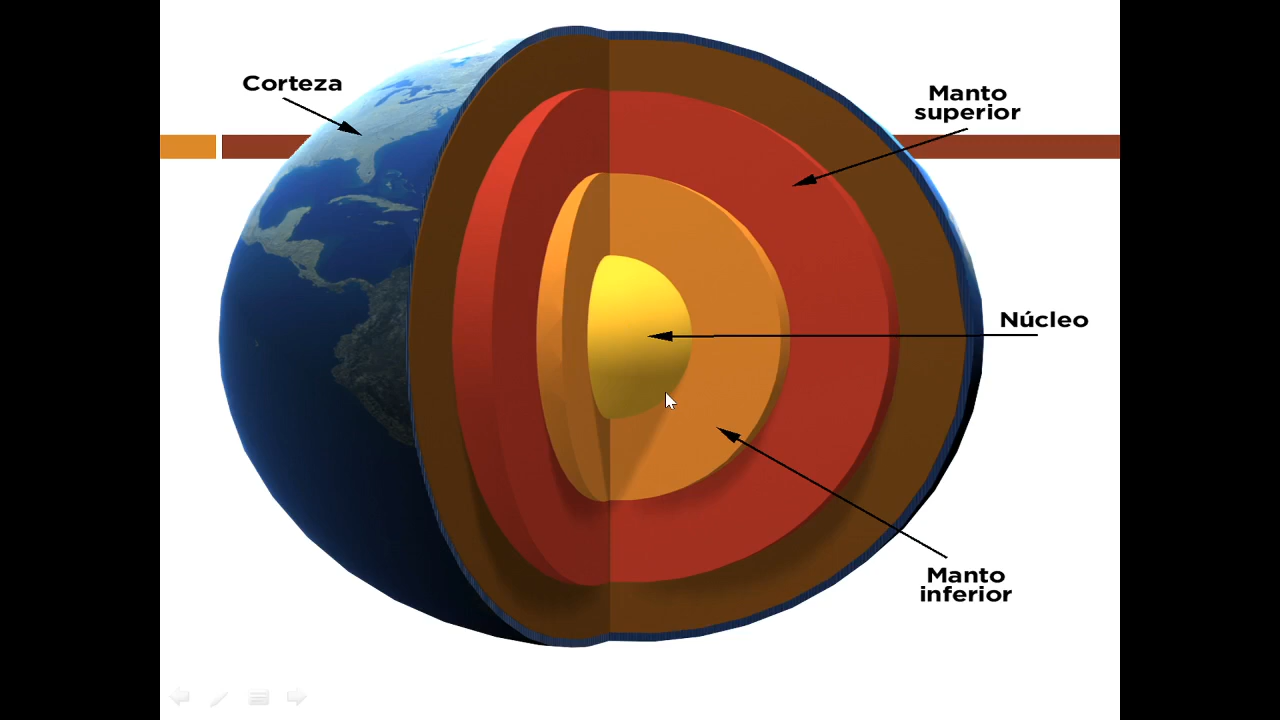 Corteza
Manto
superior
Núcleo
Manto
inferior